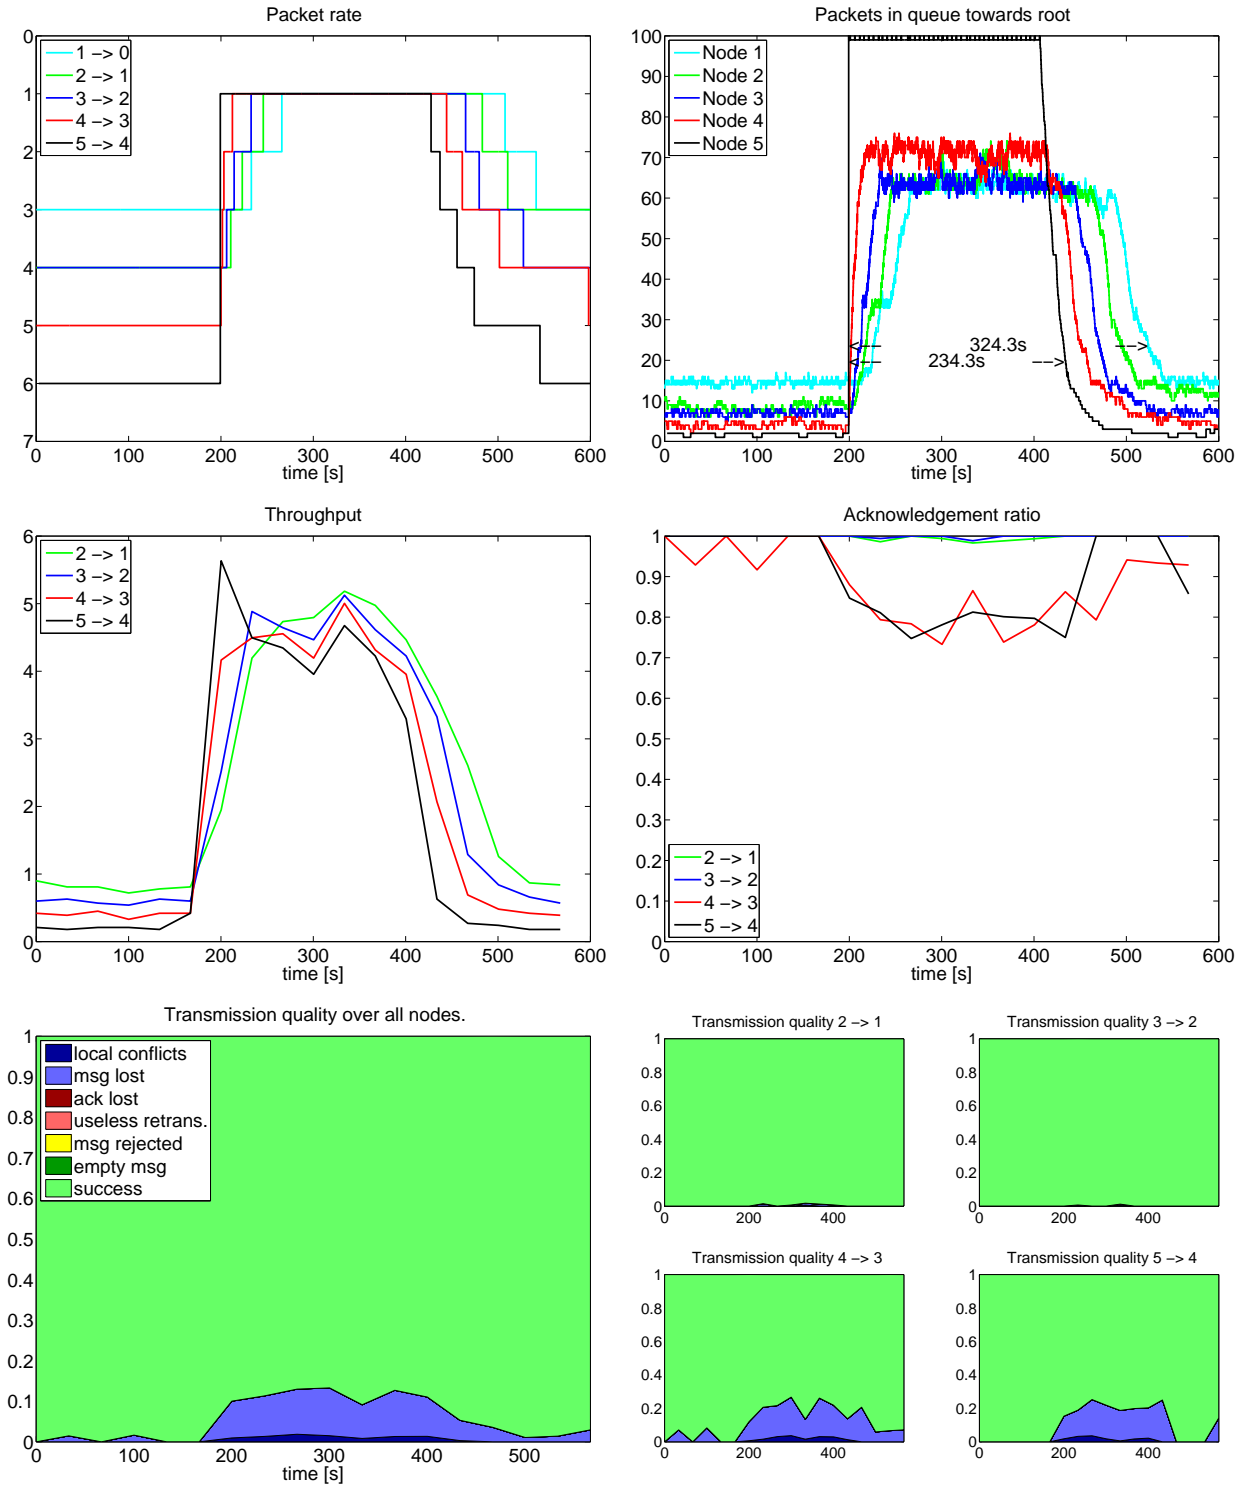 Packet rate
0
1
2
3
4
5
6
7
1 −> 0
2 −> 1
3 −> 2
4 −> 3
5 −> 4
0 100 200 300 400 500 600
time [s]
Packets in queue towards root
100
90
80
70
60
50
40
30
20
10
0
Node 1
Node 2
Node 3
Node 4
Node 5
324.3s
234.3s
0 100 200 300 400 500 600
time [s]
Throughput
6
5
4
3
2
1
0
2 −> 1
3 −> 2
4 −> 3
5 −> 4
0 100 200 300 400 500 600
time [s]
Acknowledgement ratio
1
0.9
0.8
0.7
0.6
0.5
0.4
0.3
0.2
0.1
0
2 −> 1
3 −> 2
4 −> 3
5 −> 4
0 100 200 300 400 500 600
time [s]
Transmission quality over all nodes.
1
0.9
0.8
0.7
0.6
0.5
0.4
0.3
0.2
0.1
0
local conflicts
msg lost
ack lost
useless retrans.
msg rejected
empty msg
success
0 100 200 300 400 500
time [s]
Transmission quality 2 −> 1
1
0.8
0.6
0.4
0.2
0
0 200 400
Transmission quality 3 −> 2
1
0.8
0.6
0.4
0.2
0
0 200 400
Transmission quality 4 −> 3
1
0.8
0.6
0.4
0.2
0
0 200 400
Transmission quality 5 −> 4
1
0.8
0.6
0.4
0.2
0
0 200 400